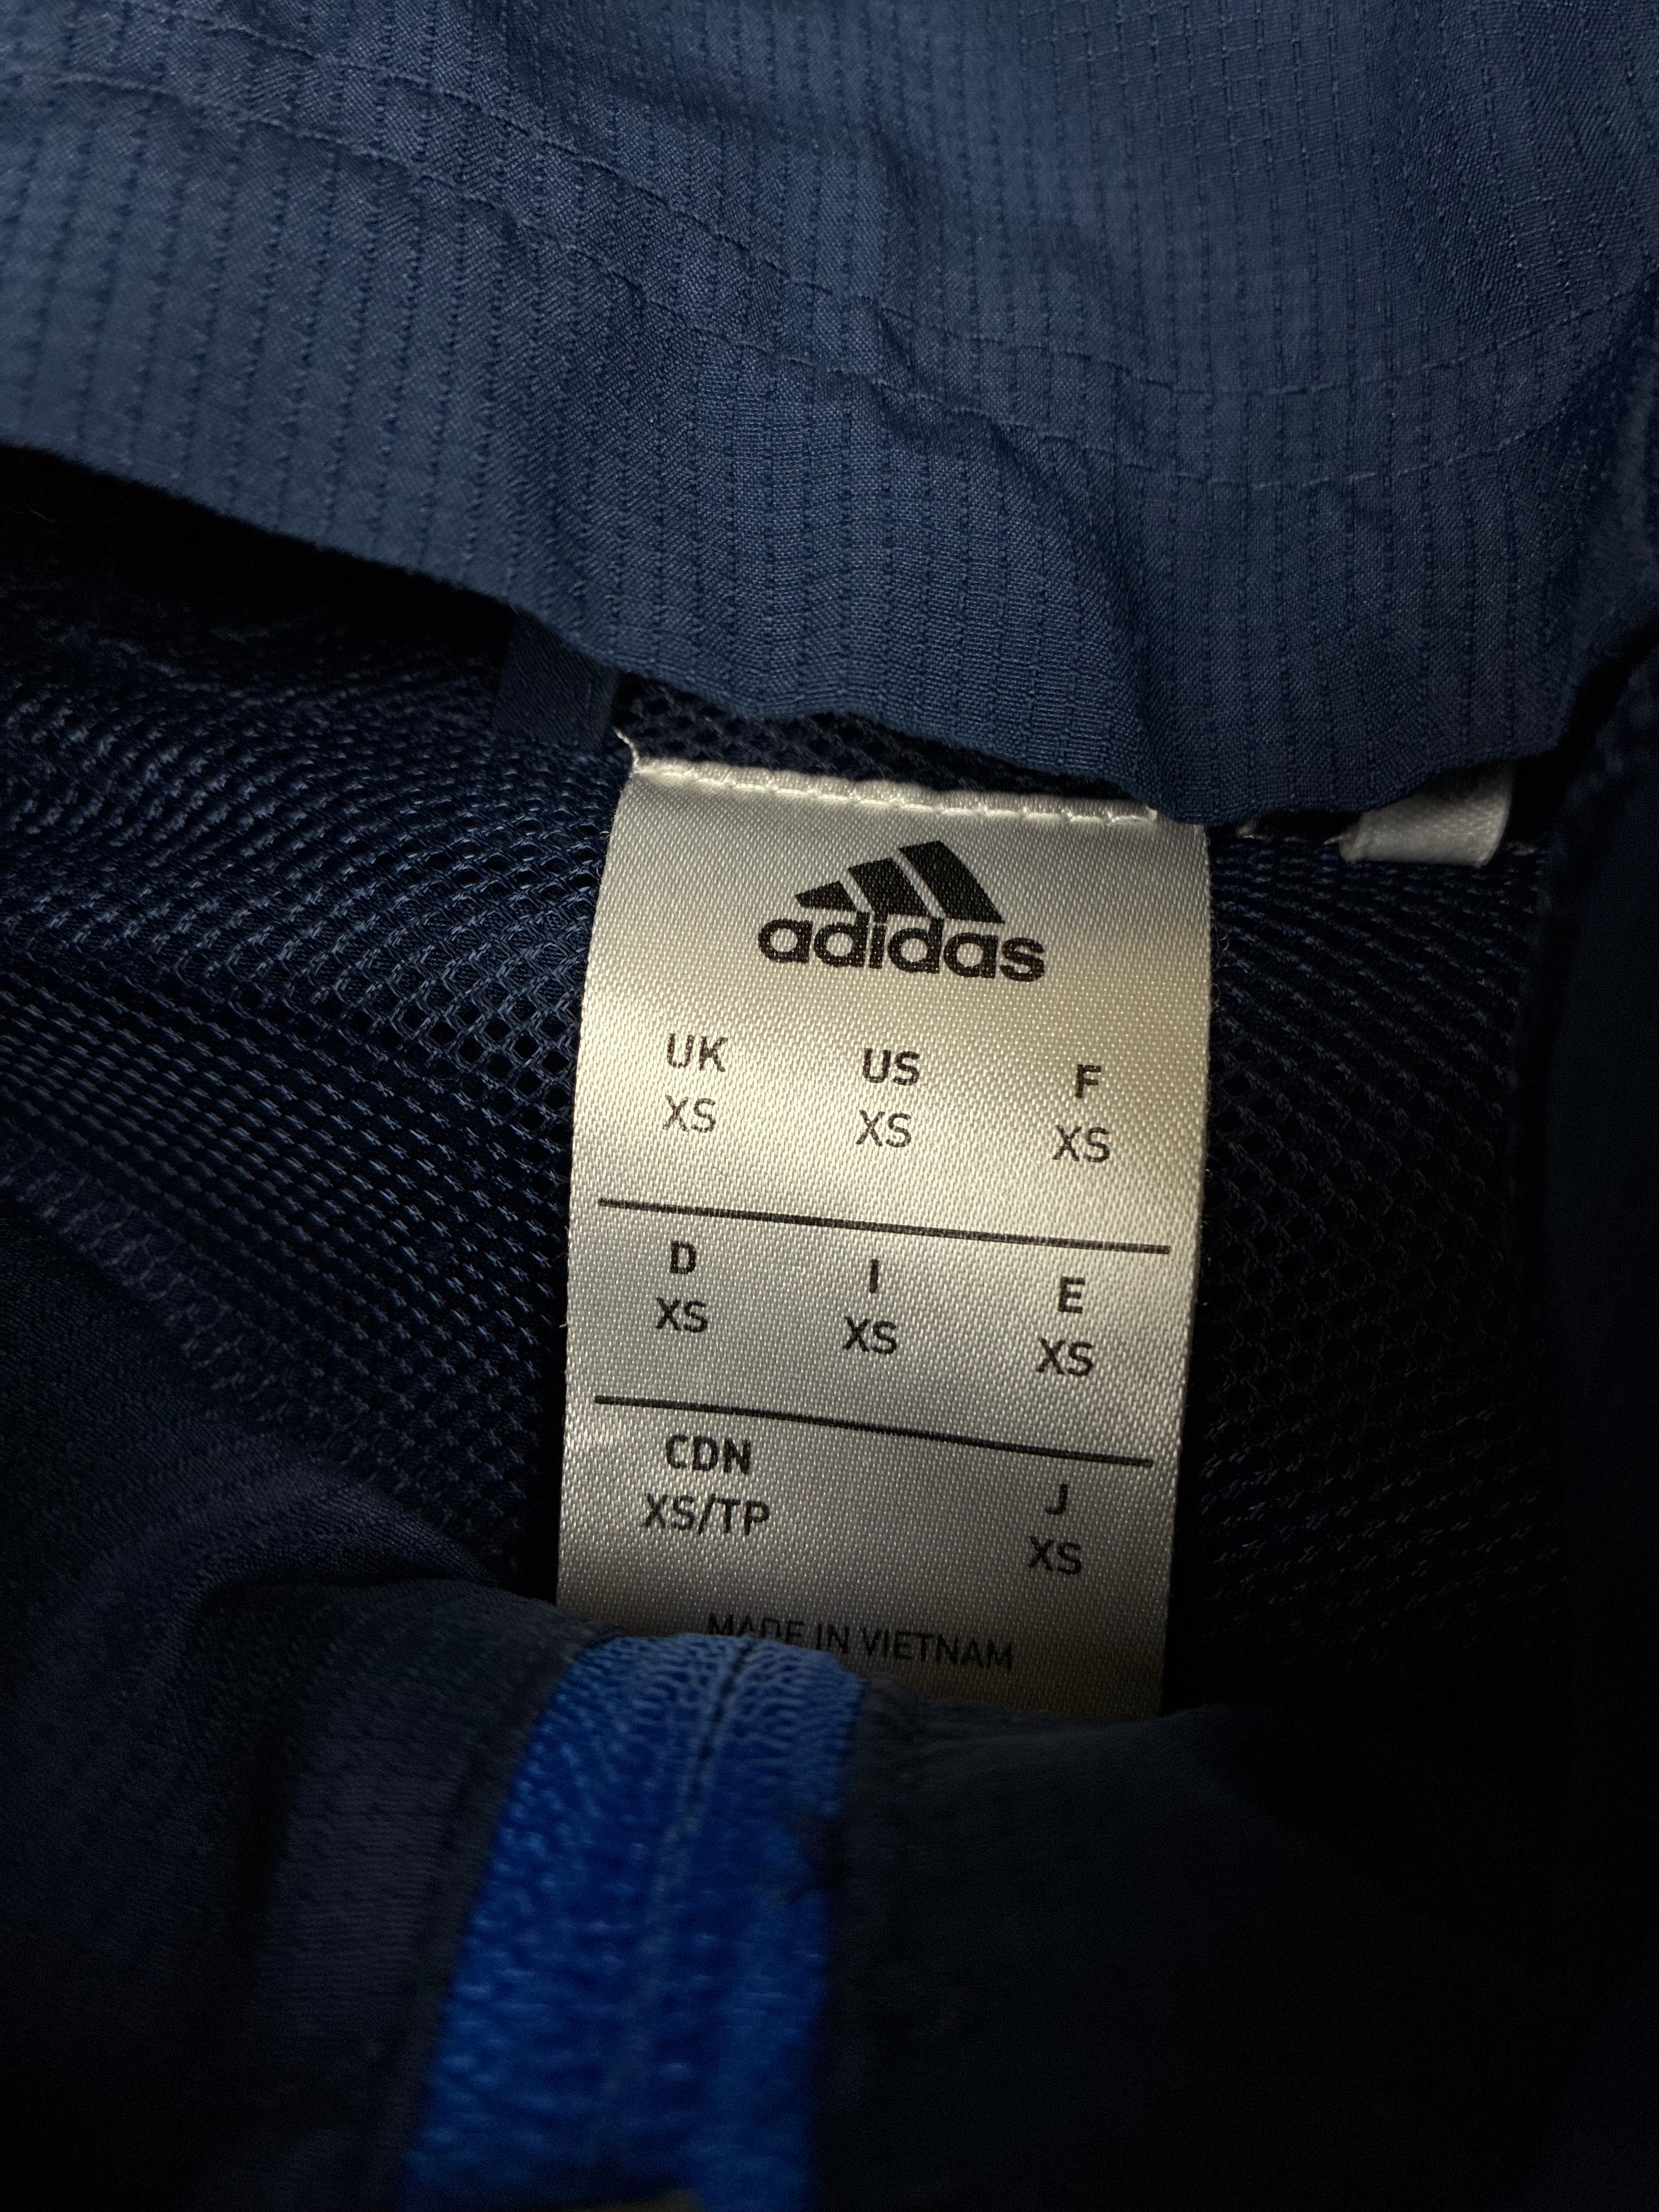 adidas
UK US F
XS XS XS
D I E
XS XS XS
CDN J
XS/TP XS
MADE IN VIETNAM